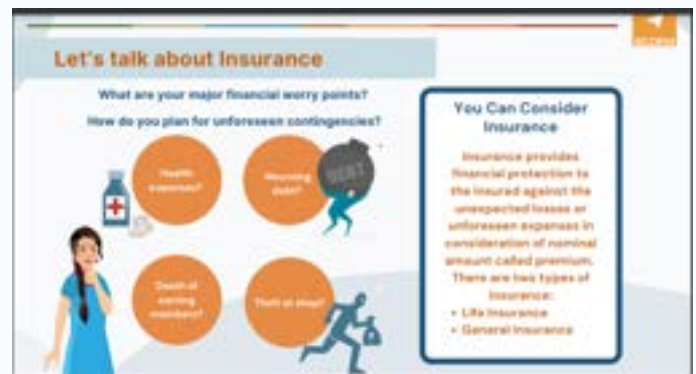 Let's talk about Insurance
What are your major financial worry points?
How do you plan for unforeseen contingencies?
Health
expenses?
Mounting
debt?
DEBT
Death of
earning
members?
Theft at shop?
You Can Consider
Insurance
Insurance provides
financial protection to
the insured against the
unexpected losses or
unforeseen expenses in
consideration of nominal
amount called premium.
There are two types of
insurance:
• Life Insurance
• General Insurance